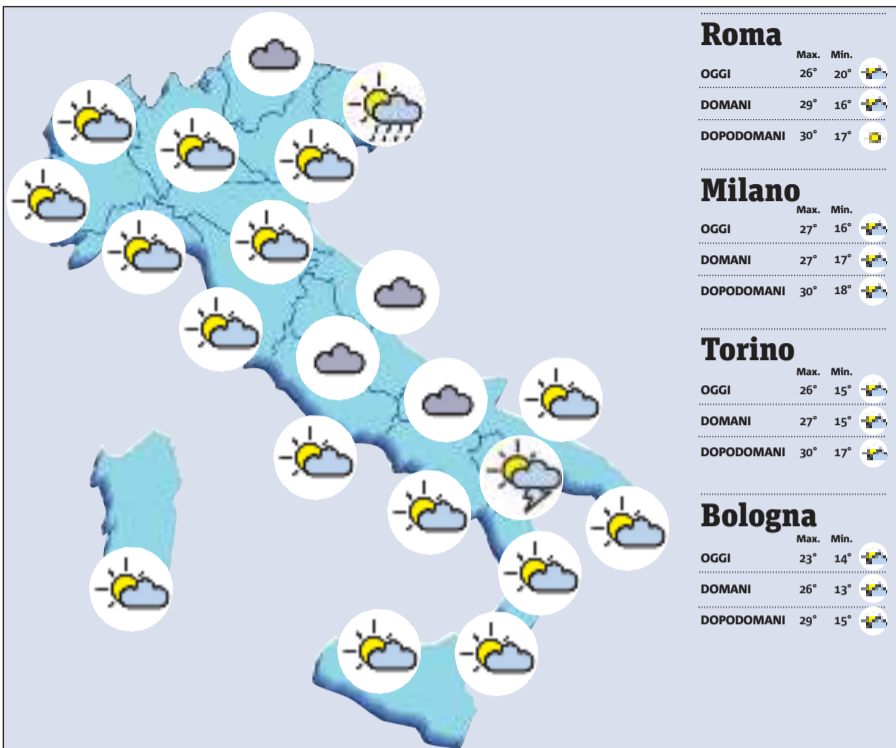 Roma
Max. Min.
OGGI 26° 20°
DOMANI 29° 16°
DOPODOMANI 30° 17°
Milano
Max. Min.
OGGI 27° 16°
DOMANI 27° 17°
DOPODOMANI 30° 18°
Torino
Max. Min.
OGGI 26° 15°
DOMANI 27° 15°
DOPODOMANI 30° 17°
Bologna
Max. Min.
OGGI 23° 14°
DOMANI 26° 13°
DOPODOMANI 29° 15°